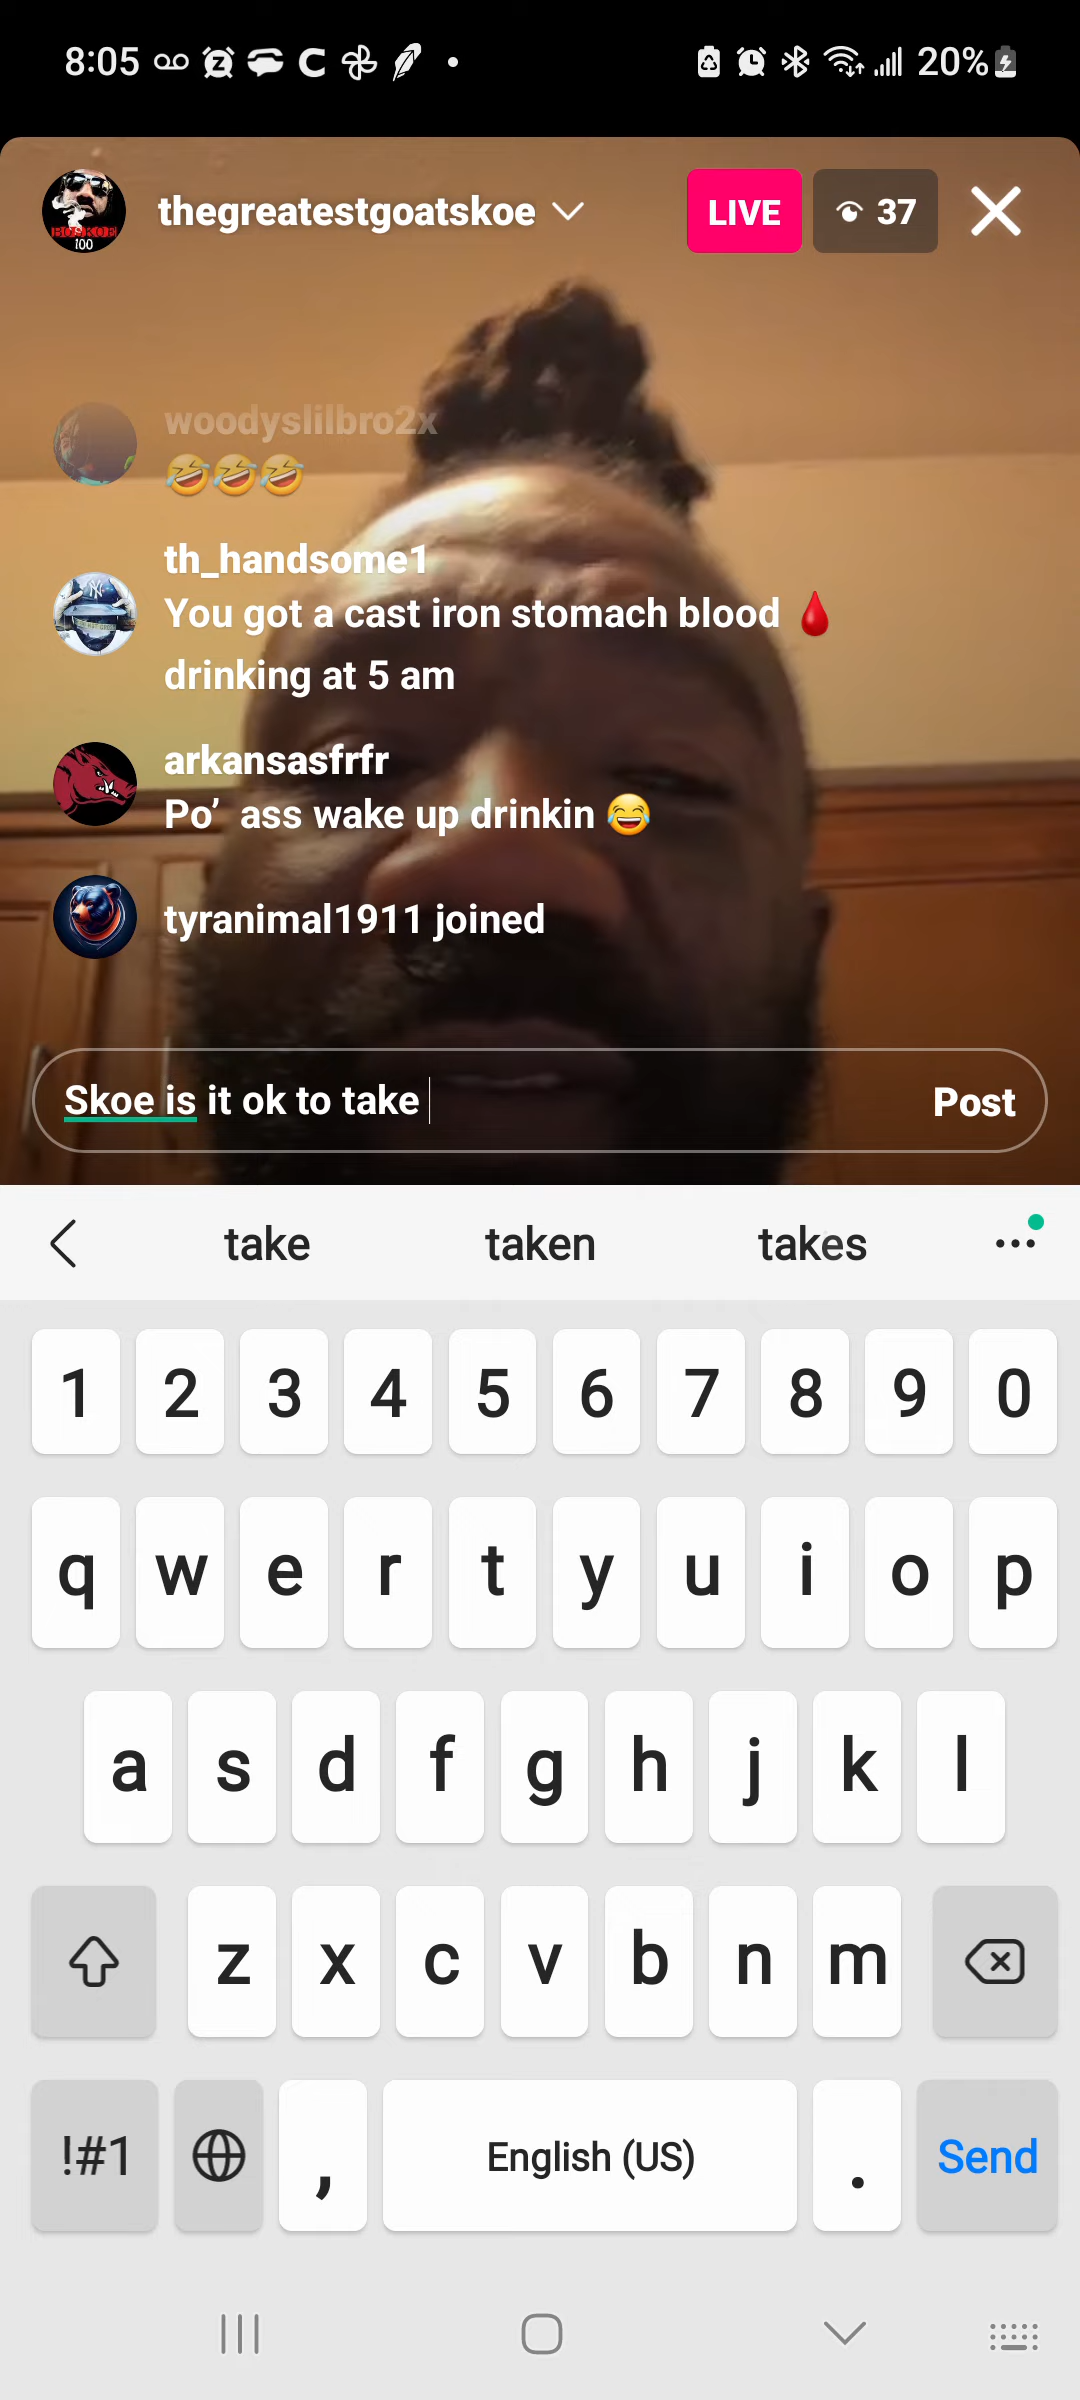 8:05
20%
thegreatestgoatskoe
LIVE
37
BOSKOE
100
woodyslilbro2x
🤣🤣🤣
th_handsome1
You got a cast iron stomach blood 🩸
drinking at 5 am
arkansasfrfr
Po’ ass wake up drinkin 😂
tyranimal1911 joined
Skoe is it ok to take
Post
take taken takes
1 2 3 4 5 6 7 8 9 0
q w e r t y u i o p
a s d f g h j k l
z x c v b n m
!#1 , English (US) . Send